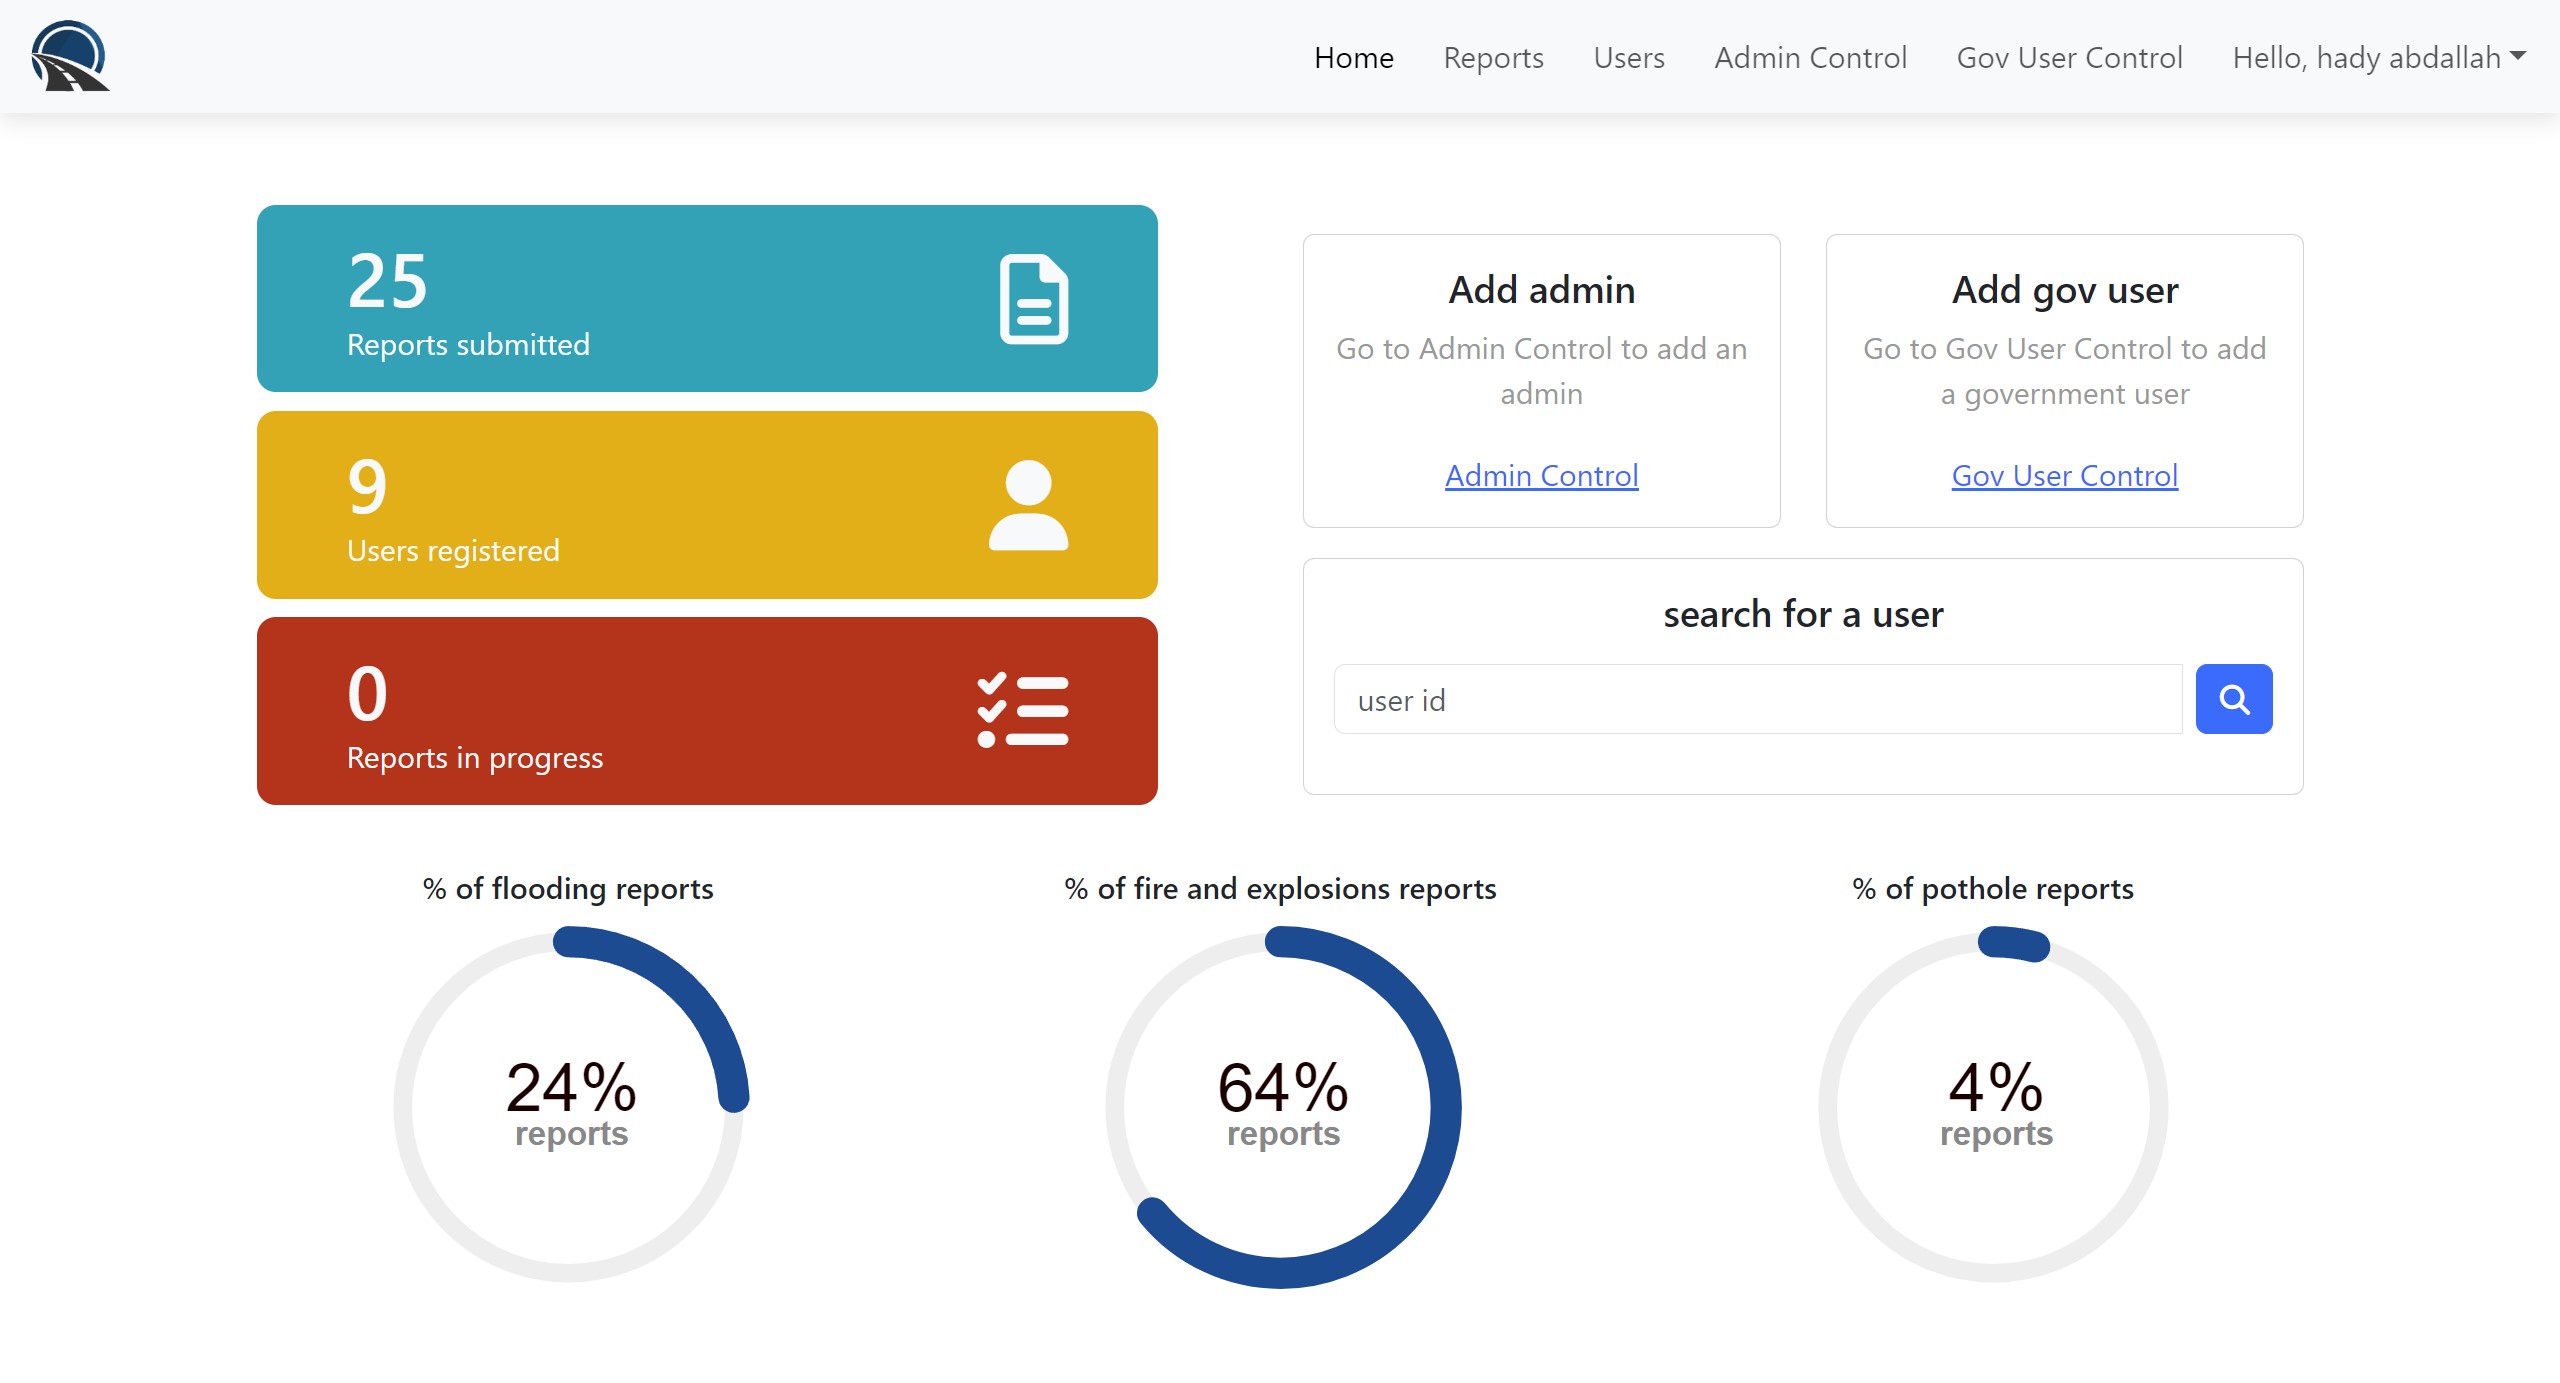 Home Reports Users Admin Control Gov User Control Hello, hady abdallah
25
Reports submitted
9
Users registered
0
Reports in progress
Add admin
Go to Admin Control to add an
admin
Admin Control
Add gov user
Go to Gov User Control to add
a government user
Gov User Control
search for a user
user id
% of flooding reports
24%
reports
% of fire and explosions reports
64%
reports
% of pothole reports
4%
reports